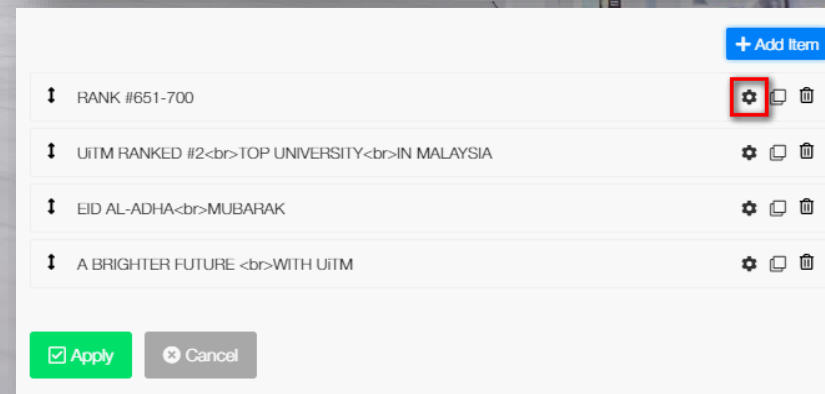 Add Item
RANK #651-700
UiTM RANKED #2<br>TOP UNIVERSITY<br>IN MALAYSIA
EID AL-ADHA<br>MUBARAK
A BRIGHTER FUTURE <br>WITH UiTM
Apply
Cancel